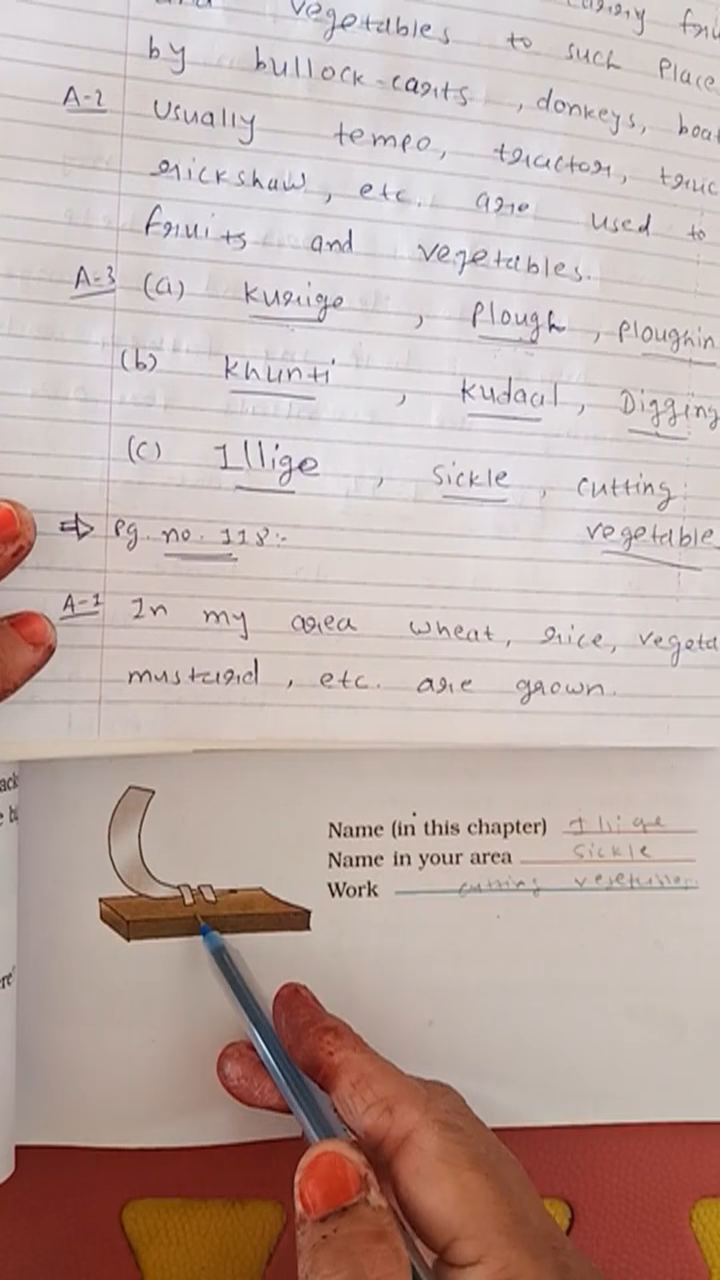 vegetables to such Place
by bullock-carts, donkeys, boat
A-2 Usually tempo, tractor, truc
rickshaw, etc. are used to
fruits and vegetables.
A-3 (a) Kurige, Plough, Ploughin
(b) Khunti, Kudaal, Digging
(c) Illige, Sickle, cutting
vegetable
⇒ Pg. no. 118:-
A-1 In my area wheat, rice, vegeta
mustard, etc. are grown.
Name (in this chapter) Illige
Name in your area Sickle
Work cutting